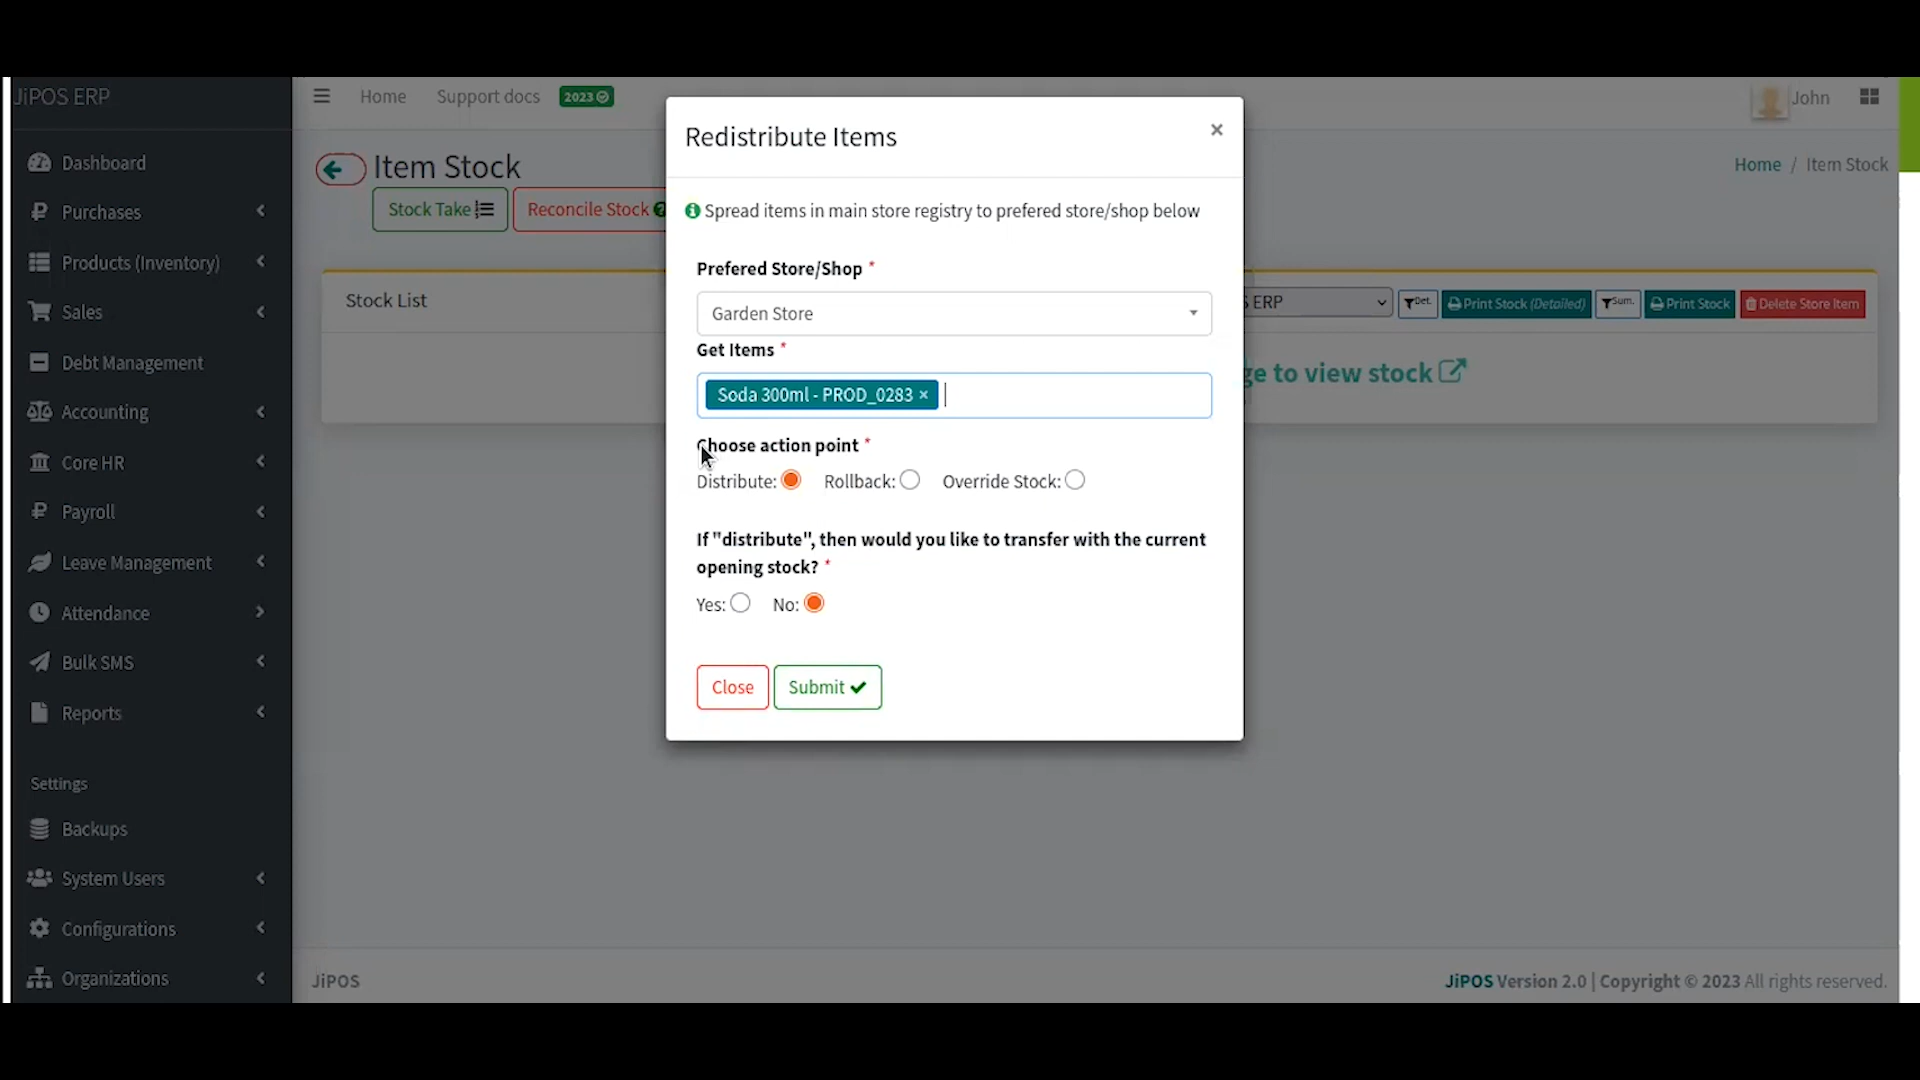 JiPOS ERP
Home
Support docs
2023
John
Dashboard
Purchases
Products (Inventory)
Sales
Debt Management
Accounting
Core HR
Payroll
Leave Management
Attendance
Bulk SMS
Reports
Settings
Backups
System Users
Configurations
Organizations
Item Stock
Home / Item Stock
Stock Take
Reconcile Stock
Stock List
ERP
Det.
Print Stock (Detailed)
Sum.
Print Stock
Delete Store Item
to view stock
Redistribute Items
×
Spread items in main store registry to prefered store/shop below
Prefered Store/Shop *
Garden Store
Get Items *
Soda 300ml - PROD_0283 ×
Choose action point *
Distribute: Rollback: Override Stock:
If "distribute", then would you like to transfer with the current
opening stock? *
Yes: No:
Close
Submit
JiPOS
JiPOS Version 2.0 | Copyright © 2023 All rights reserved.